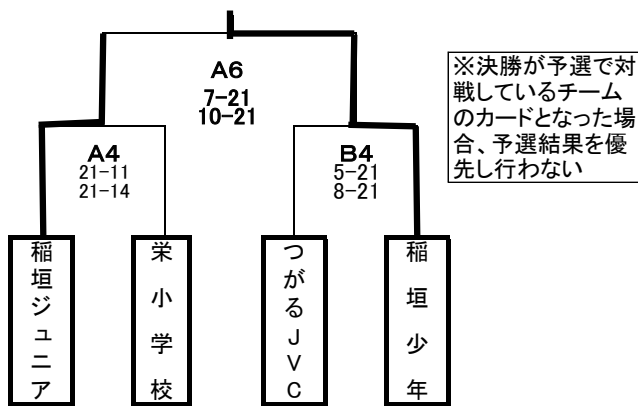 A6
7-21
10-21
※決勝が予選で対
戦しているチーム
のカードとなった場
合、予選結果を優
先し行わない
A4
21-11
21-14
B4
5-21
8-21
稲垣ジュニア
栄小学校
つがるJVC
稲垣少年